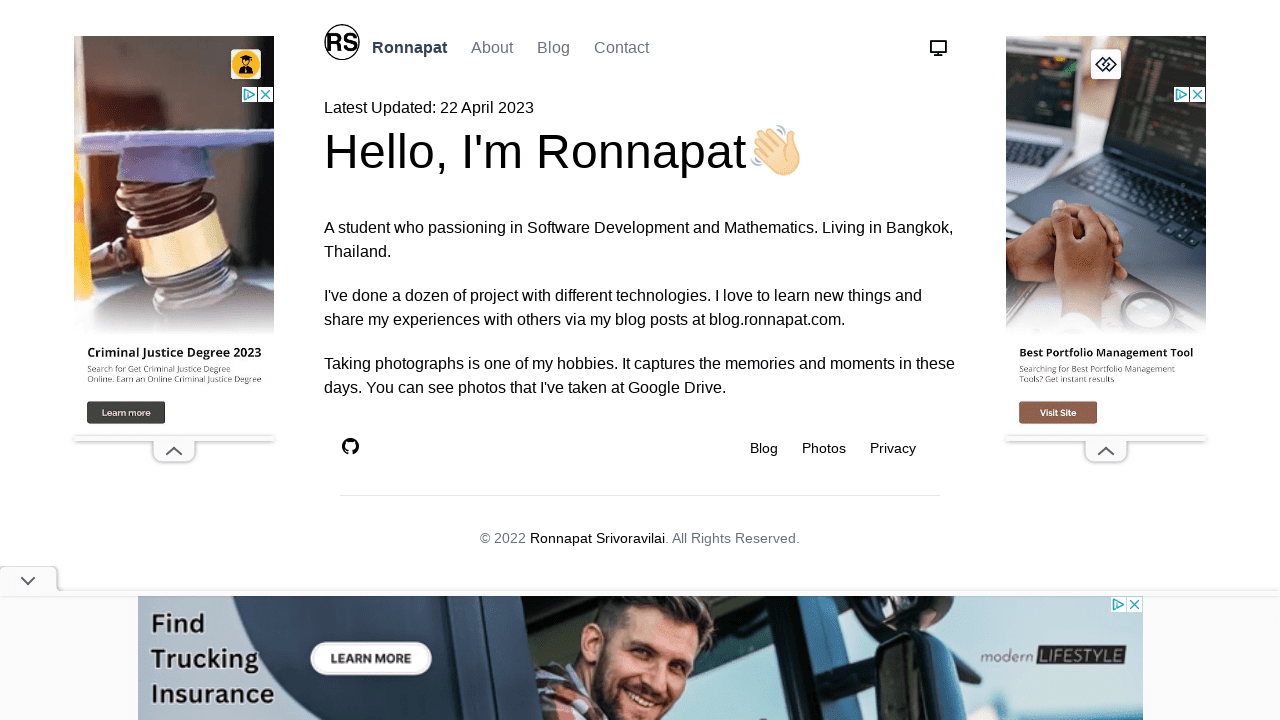 RS Ronnapat About Blog Contact
Latest Updated: 22 April 2023
Hello, I'm Ronnapat👋🏼
A student who passioning in Software Development and Mathematics. Living in Bangkok,
Thailand.
I've done a dozen of project with different technologies. I love to learn new things and
share my experiences with others via my blog posts at blog.ronnapat.com.
Taking photographs is one of my hobbies. It captures the memories and moments in these
days. You can see photos that I've taken at Google Drive.
Blog Photos Privacy
© 2022 Ronnapat Srivoravilai. All Rights Reserved.
Criminal Justice Degree 2023
Search for Get Criminal Justice Degree
Online. Earn an Online Criminal Justice Degree
Learn more
Best Portfolio Management Tool
Searching for Best Portfolio Management
Tools? Get instant results
Visit Site
Find
Trucking
Insurance
LEARN MORE
modern LIFESTYLE